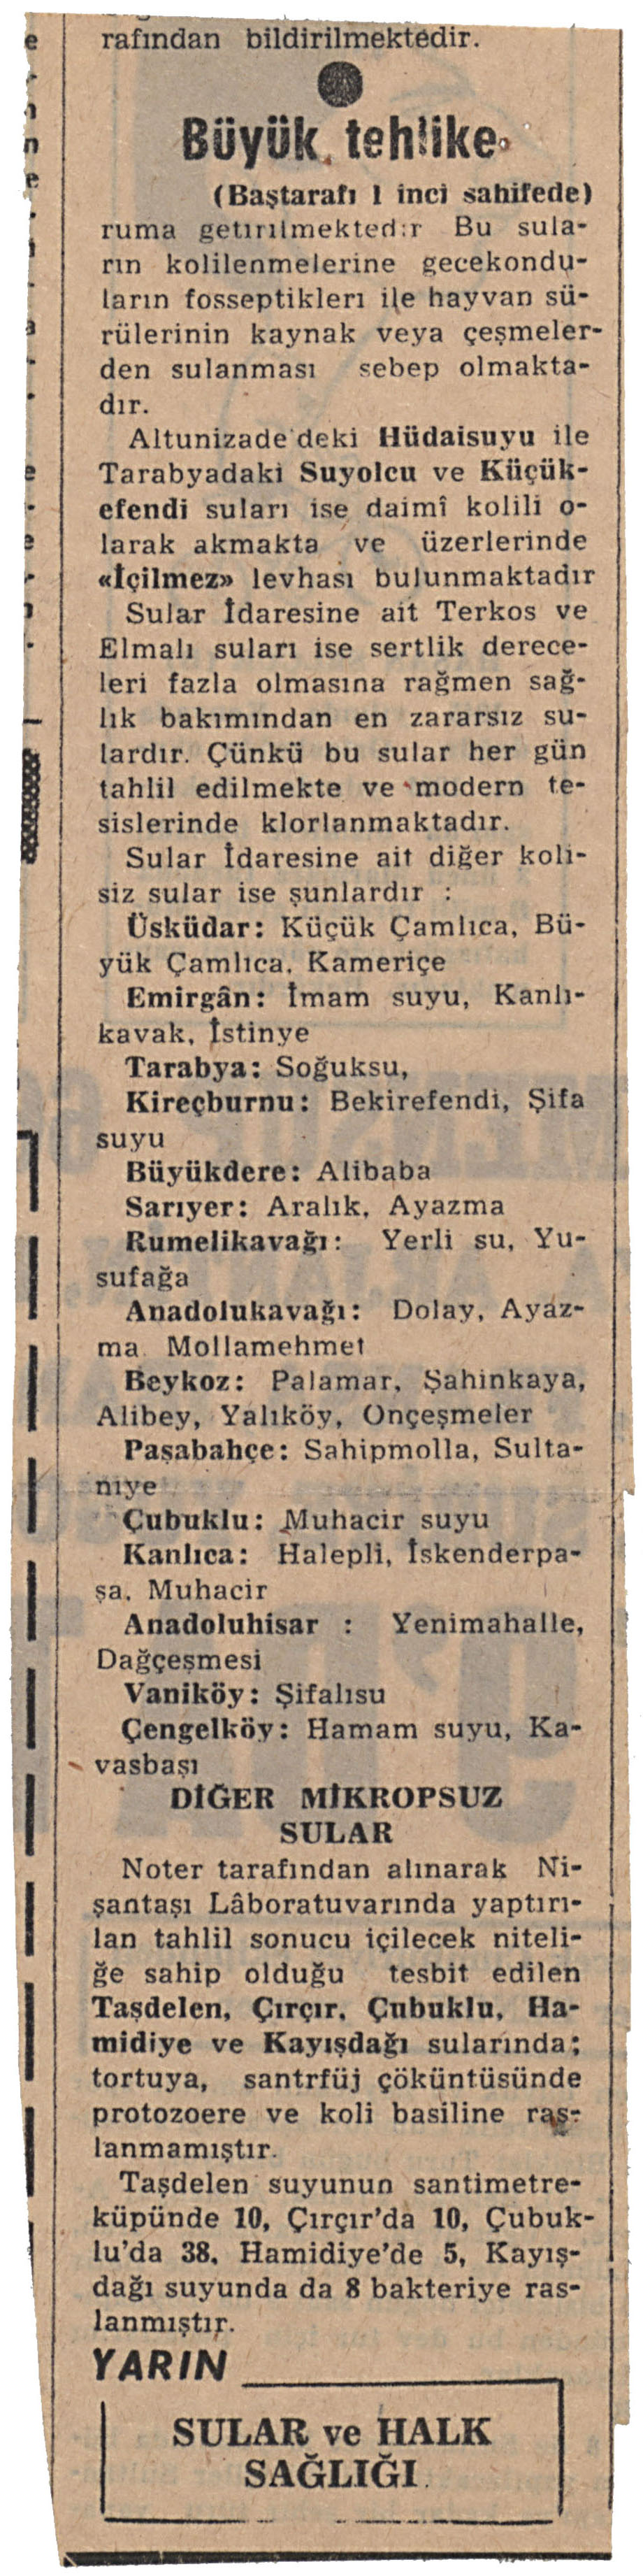 rafından bildirilmektedir.
Büyük tehlike
(Baştarafı 1 inci sahifede)
ruma getirilmektedir Bu sula-
rın kolilenmelerine gecekondu-
ların fosseptikleri ile hayvan sü-
rülerinin kaynak veya çeşmeler-
den sulanması sebep olmakta-
dır.
Altunizade'deki Hüdaisuyu ile
Tarabyadaki Suyolcu ve Küçük-
efendi suları ise daimî kolili o-
larak akmakta ve üzerlerinde
«İçilmez» levhası bulunmaktadır
Sular İdaresine ait Terkos ve
Elmalı suları ise sertlik derece-
leri fazla olmasına rağmen sağ-
lık bakımından en zararsız su-
lardır. Çünkü bu sular her gün
tahlil edilmekte ve modern te-
sislerinde klorlanmaktadır.
Sular İdaresine ait diğer koli-
siz sular ise şunlardır :
Üsküdar: Küçük Çamlıca, Bü-
yük Çamlıca. Kameriçe
Emirgân: İmam suyu, Kanlı-
kavak, İstinye
Tarabya: Soğuksu,
Kireçburnu: Bekirefendi, Şifa
suyu
Büyükdere: Alibaba
Sarıyer: Aralık, Ayazma
Rumelikavağı: Yerli su, Yu-
sufağa
Anadolukavağı: Dolay, Ayaz-
ma Mollamehmet
Beykoz: Palamar, Şahinkaya,
Alibey, Yalıköy, Onçeşmeler
Paşabahçe: Sahipmolla, Sulta-
niye
Çubuklu: Muhacir suyu
Kanlıca: Halepli, İskenderpa-
şa, Muhacir
Anadoluhisar : Yenimahalle,
Dağçeşmesi
Vaniköy: Şifalısu
Çengelköy: Hamam suyu, Ka-
vasbaşı
DİĞER MİKROPSUZ
SULAR
Noter tarafından alınarak Ni-
şantaşı Lâboratuvarında yaptırı-
lan tahlil sonucu içilecek niteli-
ğe sahip olduğu tesbit edilen
Taşdelen, Çırçır, Çubuklu, Ha-
midiye ve Kayışdağı sularında;
tortuya, santrfüj çöküntüsünde
protozoere ve koli basiline raş-
lanmamıştır.
Taşdelen suyunun santimetre-
küpünde 10, Çırçır'da 10, Çubuk-
lu'da 38, Hamidiye'de 5, Kayış-
dağı suyunda da 8 bakteriye ras-
lanmıştır.
YARIN
SULAR ve HALK
SAĞLIĞI